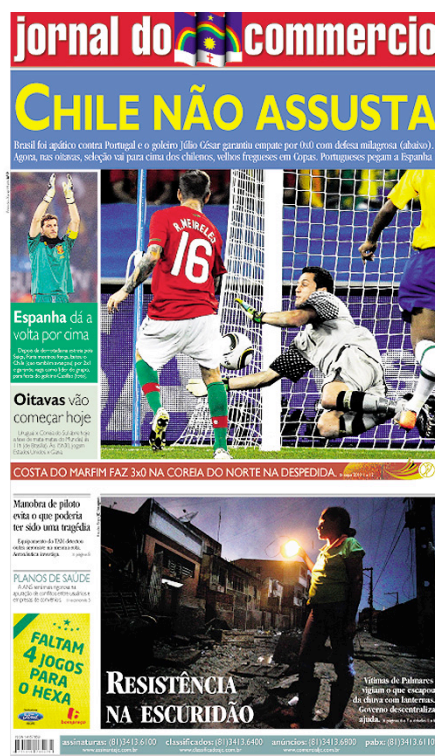 jornal do commercio
CHILE NÃO ASSUSTA
Brasil foi apático contra Portugal e o goleiro Júlio César garantiu empate por 0x0 com defesa milagrosa (abaixo).
Agora, nas oitavas, seleção vai para cima dos chilenos, velhos fregueses em Copas. Portugueses pegam a Espanha
R.MEIRELES
16
Espanha dá a
volta por cima
Oitavas vão
começar hoje
COSTA DO MARFIM FAZ 3x0 NA COREIA DO NORTE NA DESPEDIDA.
Manobra de piloto
evita o que poderia
ter sido uma tragédia
PLANOS DE SAÚDE
FALTAM
4 JOGOS
PARA O
O HEXA
RESISTÊNCIA
NA ESCURIDÃO
Vítimas de Palmares
vigiam o que escapou
da chuva com lanternas.
Governo descentraliza
ajuda.
assinaturas: (81)3413.6100 classificados: (81)3413.6400 anúncios: (81)3413.6800 pabx: (81)3413.6110